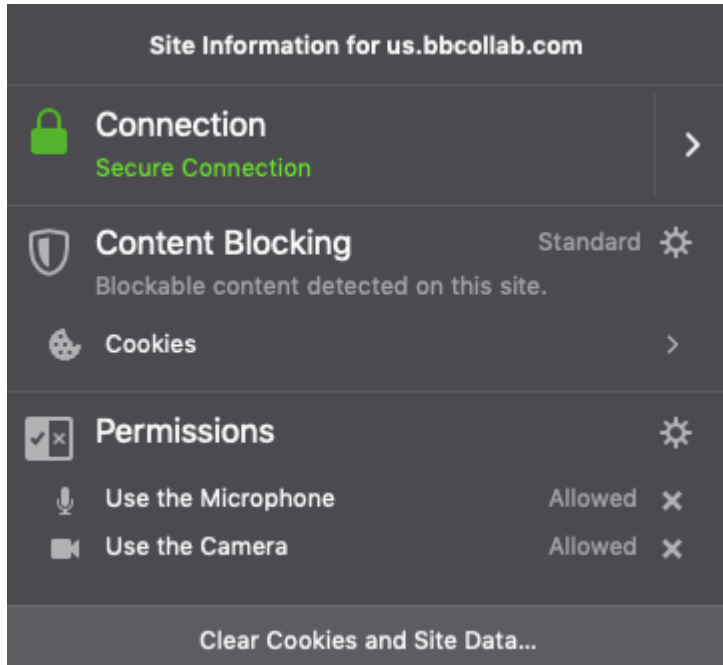 Site Information for us.bbcollab.com
Connection
Secure Connection
Content Blocking Standard
Blockable content detected on this site.
Cookies
Permissions
Use the Microphone Allowed
Use the Camera Allowed
Clear Cookies and Site Data...